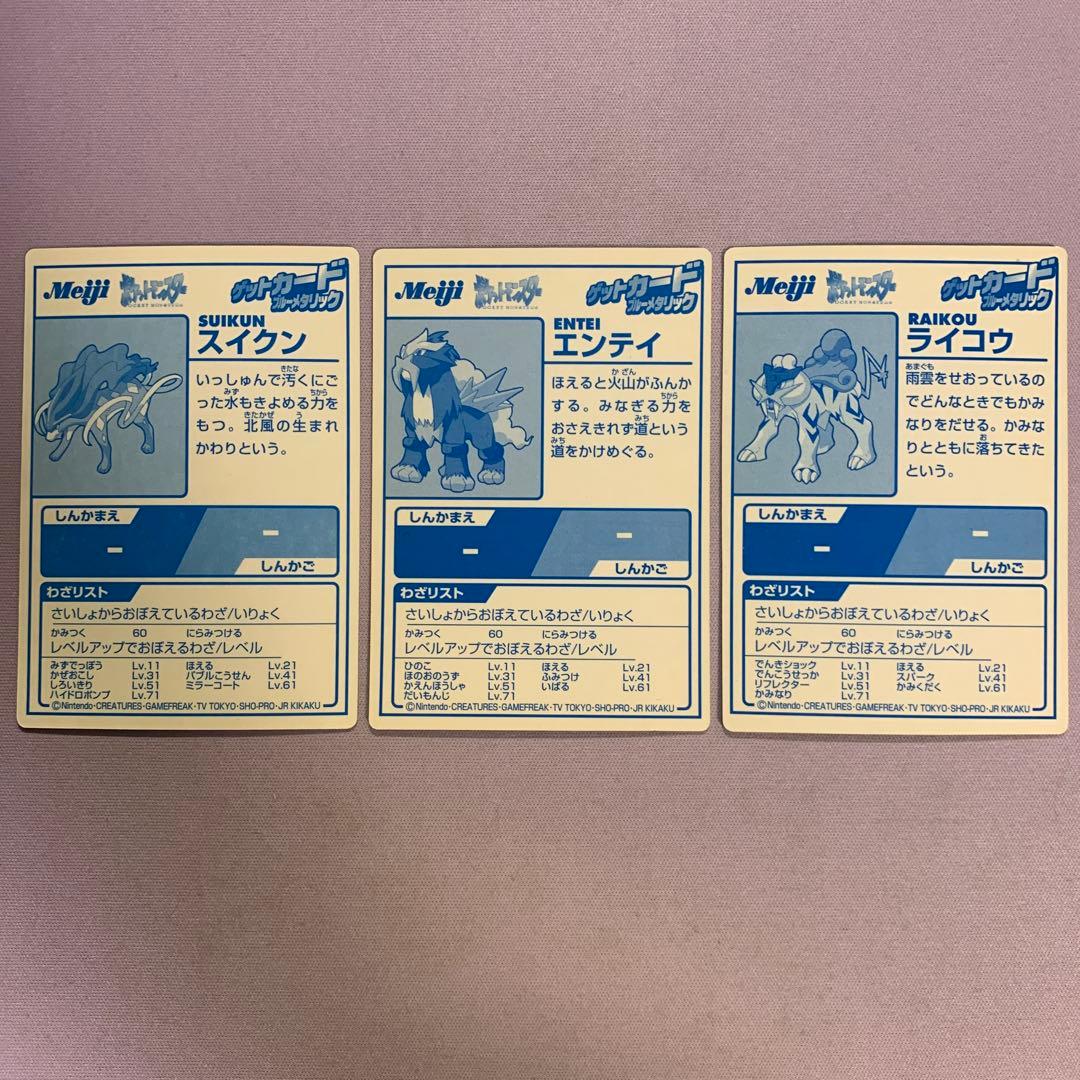 Meiji
ポケットモンスター
POCKET MONSTERS
ゲットカード
ブルーメタリック
SUIKUN
スイクン
いっしゅんで汚くにご
った水もきよめる力を
もつ。北風の生まれ
かわりという。
しんかまえ
-
-
しんかご
わざリスト
さいしょからおぼえているわざ/いりょく
かみつく 60 にらみつける
レベルアップでおぼえるわざ/レベル
みずでっぽう Lv.11 ほえる Lv.21
かぜおこし Lv.31 バブルこうせん Lv.41
しろいきり Lv.51 ミラーコート Lv.61
ハイドロポンプ Lv.71
©Nintendo・CREATURES・GAMEFREAK・TV TOKYO・SHO-PRO・JR KIKAKU
Meiji
ポケットモンスター
POCKET MONSTERS
ゲットカード
ブルーメタリック
ENTEI
エンテイ
ほえると火山がふんか
する。みなぎる力を
おさえきれず道という
道をかけめぐる。
しんかまえ
-
-
しんかご
わざリスト
さいしょからおぼえているわざ/いりょく
かみつく 60 にらみつける
レベルアップでおぼえるわざ/レベル
ひのこ Lv.11 ほえる Lv.21
ほのおのうず Lv.31 ふみつけ Lv.41
かえんほうしゃ Lv.51 いばる Lv.61
だいもんじ Lv.71
©Nintendo・CREATURES・GAMEFREAK・TV TOKYO・SHO-PRO・JR KIKAKU
Meiji
ポケットモンスター
POCKET MONSTERS
ゲットカード
ブルーメタリック
RAIKOU
ライコウ
雨雲をせおっているの
でどんなときでもかみ
なりをだせる。かみな
りとともに落ちてきた
という。
しんかまえ
-
-
しんかご
わざリスト
さいしょからおぼえているわざ/いりょく
かみつく 60 にらみつける
レベルアップでおぼえるわざ/レベル
でんきショック Lv.11 ほえる Lv.21
でんこうせっか Lv.31 スパーク Lv.41
リフレクター Lv.51 かみくだく Lv.61
かみなり Lv.71
©Nintendo・CREATURES・GAMEFREAK・TV TOKYO・SHO-PRO・JR KIKAKU